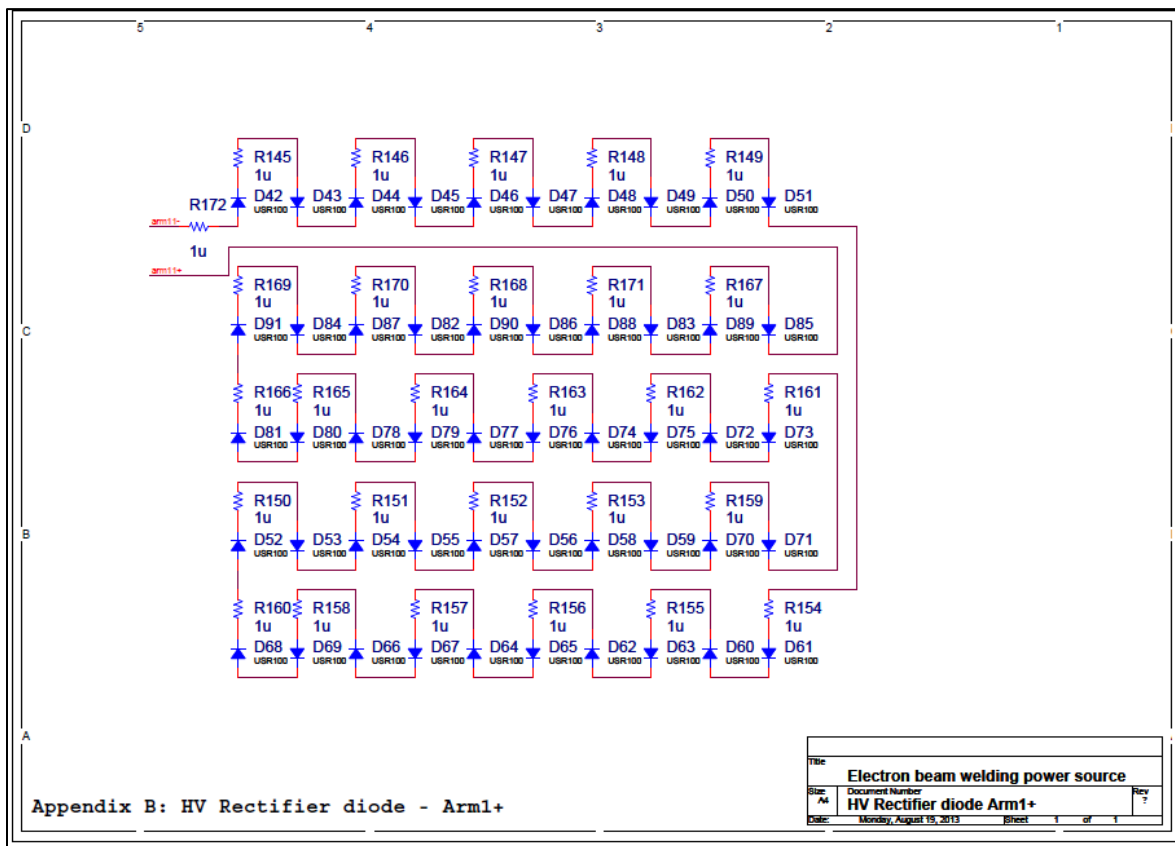 5 4 3 2 1
D
R145 R146 R147 R148 R149
1u 1u 1u 1u 1u
R172 D42 D43 D44 D45 D46 D47 D48 D49 D50 D51
USR100 USR100 USR100 USR100 USR100 USR100 USR100 USR100 USR100 USR100
arm11-
1u
arm11+
R169 R170 R168 R171 R167
1u 1u 1u 1u 1u
C D91 D84 D87 D82 D90 D86 D88 D83 D89 D85
USR100 USR100 USR100 USR100 USR100 USR100 USR100 USR100 USR100 USR100
R166 R165 R164 R163 R162 R161
1u 1u 1u 1u 1u 1u
D81 D80 D78 D79 D77 D76 D74 D75 D72 D73
USR100 USR100 USR100 USR100 USR100 USR100 USR100 USR100 USR100 USR100
R150 R151 R152 R153 R159
1u 1u 1u 1u 1u
B D52 D53 D54 D55 D57 D56 D58 D59 D70 D71
USR100 USR100 USR100 USR100 USR100 USR100 USR100 USR100 USR100 USR100
R160 R158 R157 R156 R155 R154
1u 1u 1u 1u 1u 1u
D68 D69 D66 D67 D64 D65 D62 D63 D60 D61
USR100 USR100 USR100 USR100 USR100 USR100 USR100 USR100 USR100 USR100
A
Title
Electron beam welding power source
Size Document Number Rev
A4 HV Rectifier diode Arm1+ ?
Date: Monday, August 19, 2013 Sheet 1 of 1
Appendix B: HV Rectifier diode - Arm1+